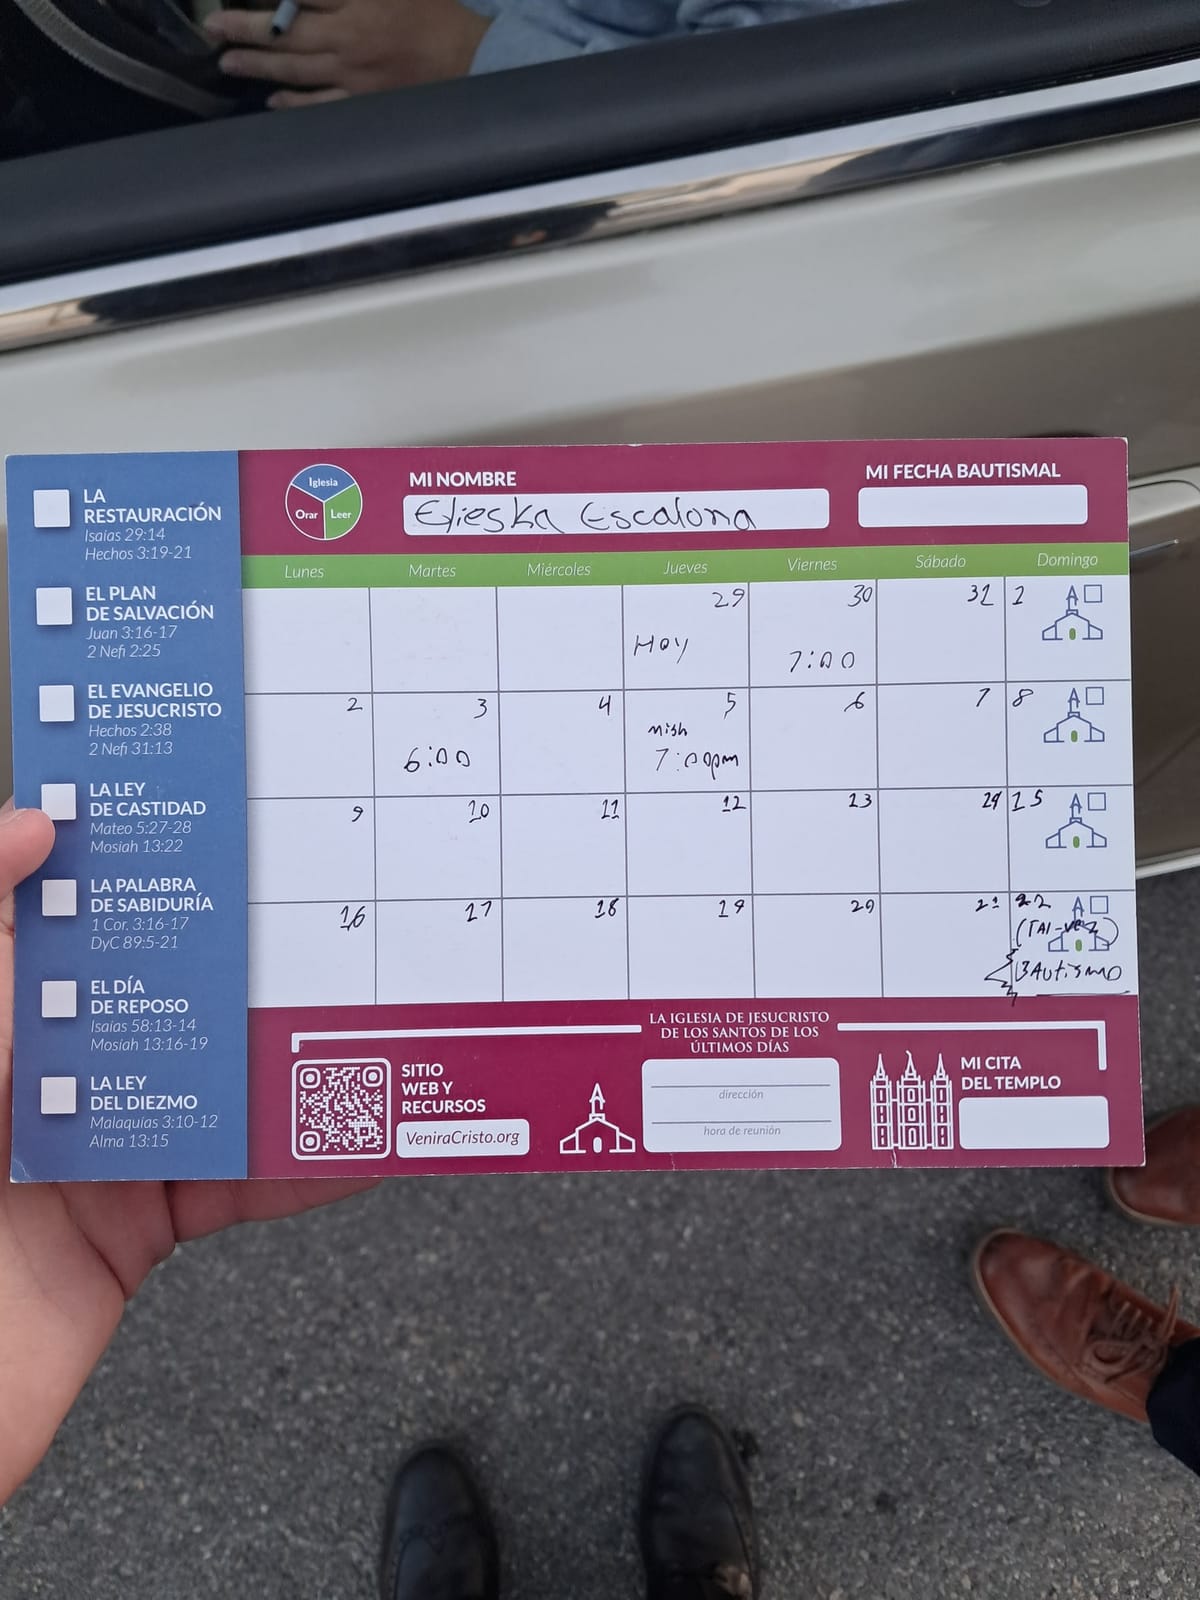 LA
RESTAURACIÓN
Isaías 29:14
Hechos 3:19-21
EL PLAN
DE SALVACIÓN
Juan 3:16-17
2 Nefi 2:25
EL EVANGELIO
DE JESUCRISTO
Hechos 2:38
2 Nefi 31:13
LA LEY
DE CASTIDAD
Mateo 5:27-28
Mosíah 13:22
LA PALABRA
DE SABIDURÍA
1 Cor. 3:16-17
DyC 89:5-21
EL DÍA
DE REPOSO
Isaías 58:13-14
Mosíah 13:16-19
LA LEY
DEL DIEZMO
Malaquías 3:10-12
Alma 13:15
Iglesia
Orar Leer
MI NOMBRE
Elieska Escalona
MI FECHA BAUTISMAL
Lunes Martes Miércoles Jueves Viernes Sábado Domingo
29 30 31 1
Hoy
7:00
2 3 4 5 6 7 8
6:00
7:00pm
9 10 11 12 13 14 15
16 17 18 19 20 21 22
(TAl-vez)
BAutismo
LA IGLESIA DE JESUCRISTO
DE LOS SANTOS DE LOS
ÚLTIMOS DÍAS
SITIO
WEB Y
RECURSOS
VeniraCristo.org
dirección
hora de reunión
MI CITA
DEL TEMPLO